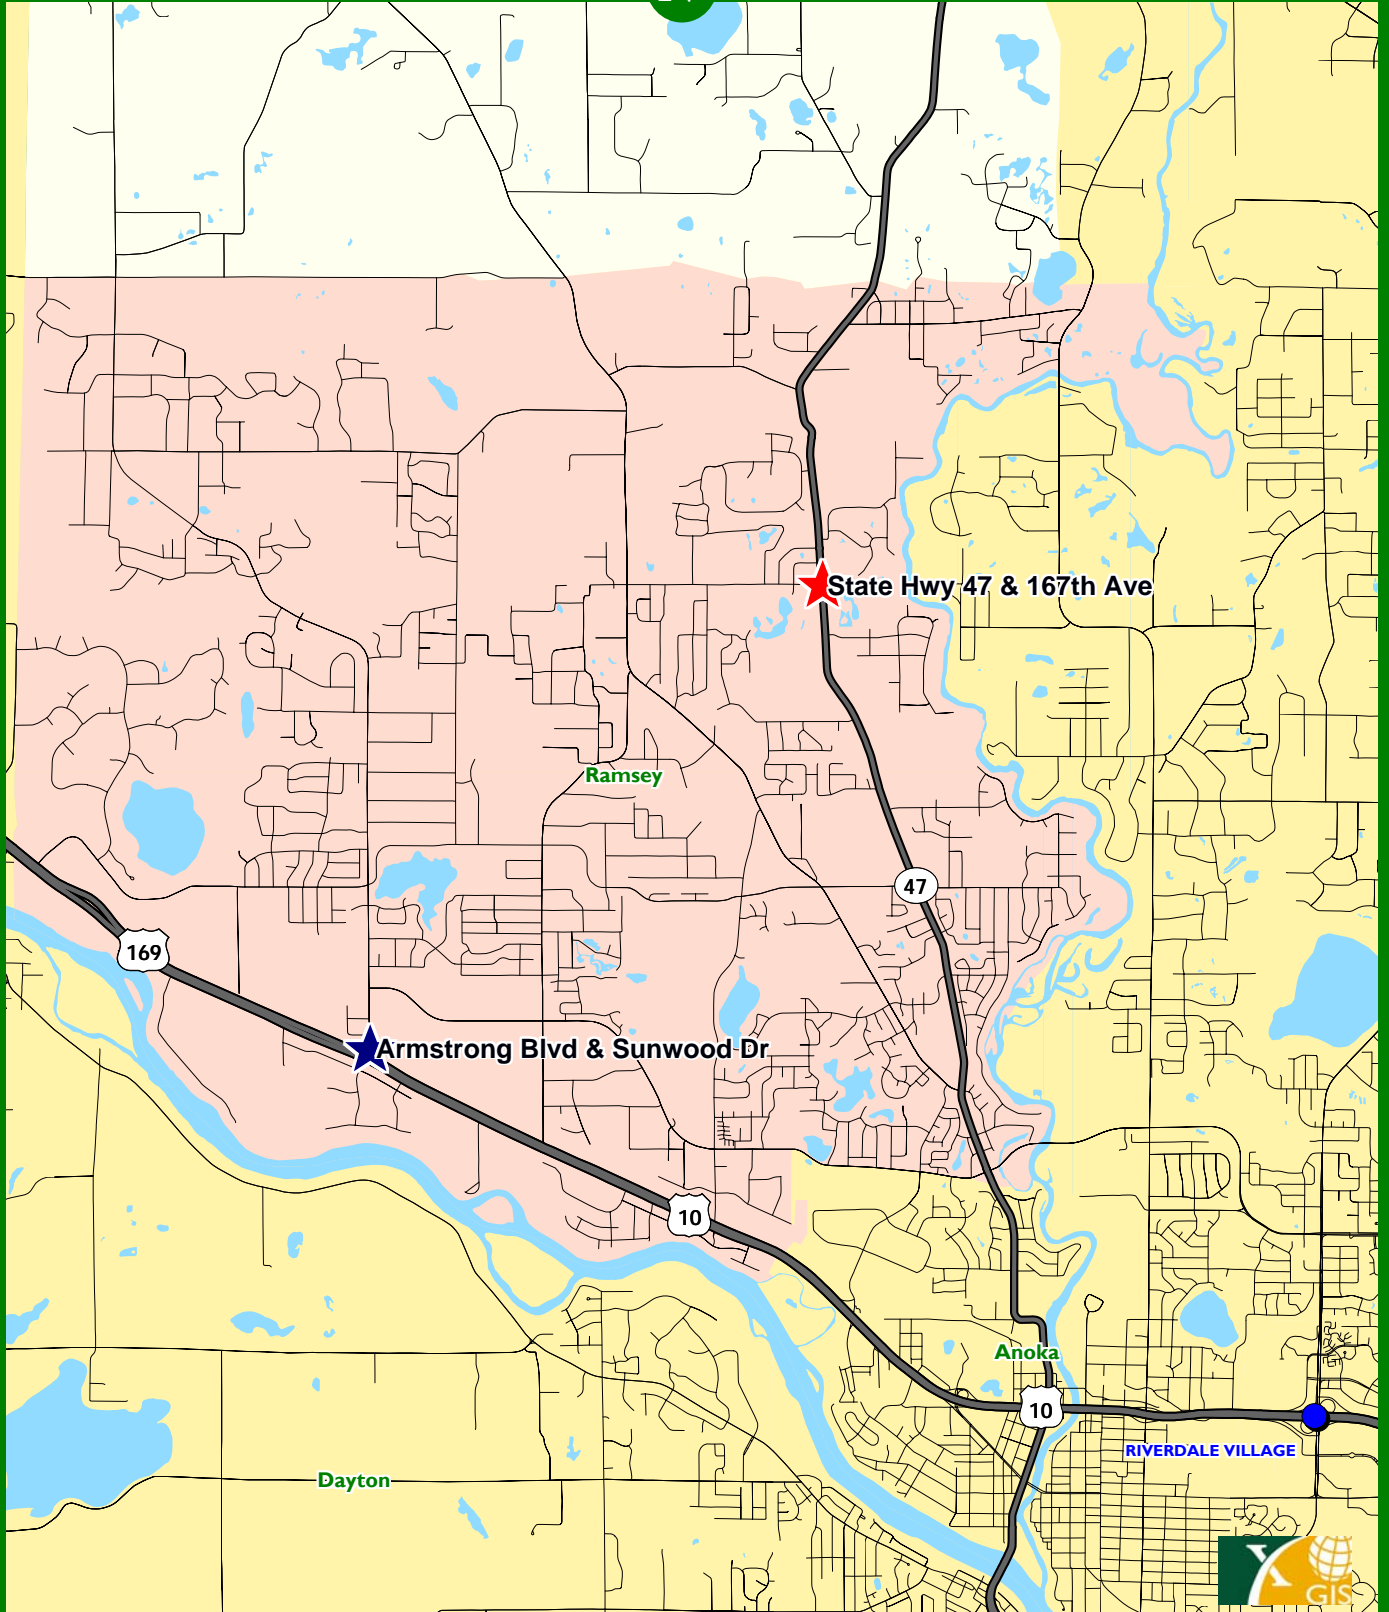 State Hwy 47 & 167th Ave
Ramsey
47
169
Armstrong Blvd & Sunwood Dr
10
Anoka
10
RIVERDALE VILLAGE
Dayton
X
GIS